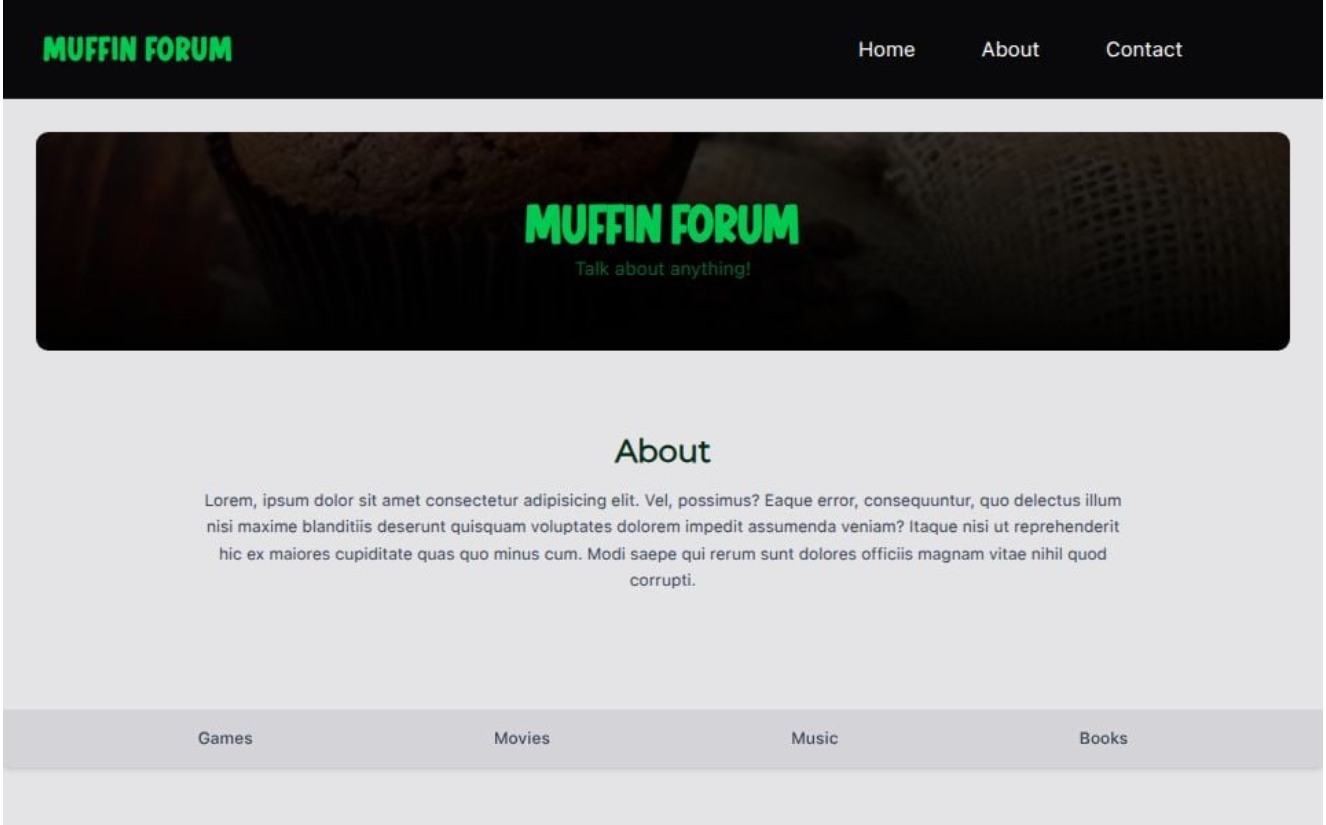 MUFFIN FORUM
Home About Contact
MUFFIN FORUM
Talk about anything!
About
Lorem, ipsum dolor sit amet consectetur adipisicing elit. Vel, possimus? Eaque error, consequuntur, quo delectus illum
nisi maxime blanditiis deserunt quisquam voluptates dolorem impedit assumenda veniam? Itaque nisi ut reprehenderit
hic ex maiores cupiditate quas quo minus cum. Modi saepe qui rerum sunt dolores officiis magnam vitae nihil quod
corrupti.
Games Movies Music Books